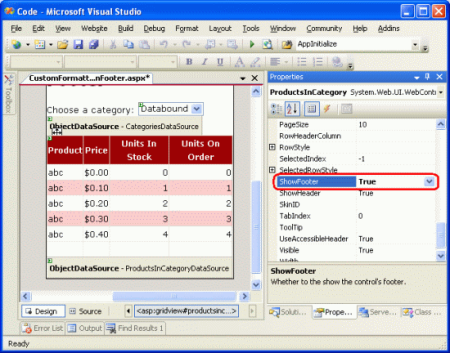 Code - Microsoft Visual Studio
File Edit View Website Build Debug Format Layout Tools Window Community Help Addins
AppInitialize
Toolbox
CustomFormatt...nFooter.aspx*
Choose a category: Databound
ObjectDataSource - CategoriesDataSource
Product Price Units In Stock Units On Order
abc $0.00 0 0
abc $0.10 1 1
abc $0.20 2 2
abc $0.30 3 3
abc $0.40 4 4
ObjectDataSource - ProductsInCategoryDataSource
Design Source <asp:gridview#productsinc...>
Properties
ProductsInCategory System.Web.UI.WebContr
PageSize 10
RowHeaderColumn
RowStyle
SelectedIndex -1
SelectedRowStyle
ShowFooter True
ShowHeader True
SkinID
TabIndex 0
ToolTip
UseAccessibleHeader True
Visible True
Width
ShowFooter
Whether to show the control's footer.
Soluti... Prope... Serve... Class ...
Error List Output Find Results 1
Ready